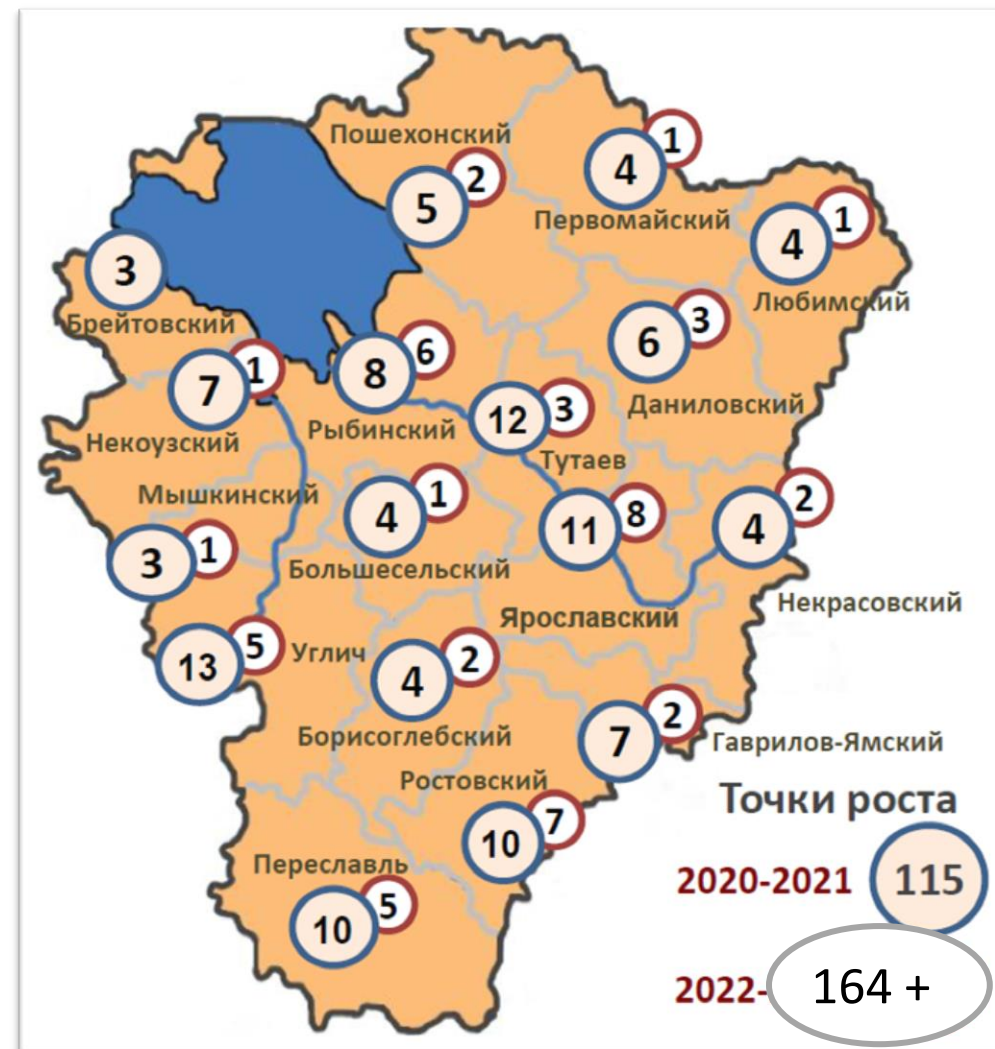 Пошехонский
5
2
Первомайский
4
1
Любимский
4
1
3
Брейтовский
Даниловский
6
3
7
1
Некоузский
8
6
Рыбинский
12
3
Тутаев
Мышкинский
3
1
4
1
Большесельский
11
8
Ярославский
4
2
Некрасовский
13
5
Углич
4
2
Борисоглебский
7
2
Гаврилов-Ямский
Ростовский
10
7
Переславль
10
5
Точки роста
2020-2021 115
2022- 164 +